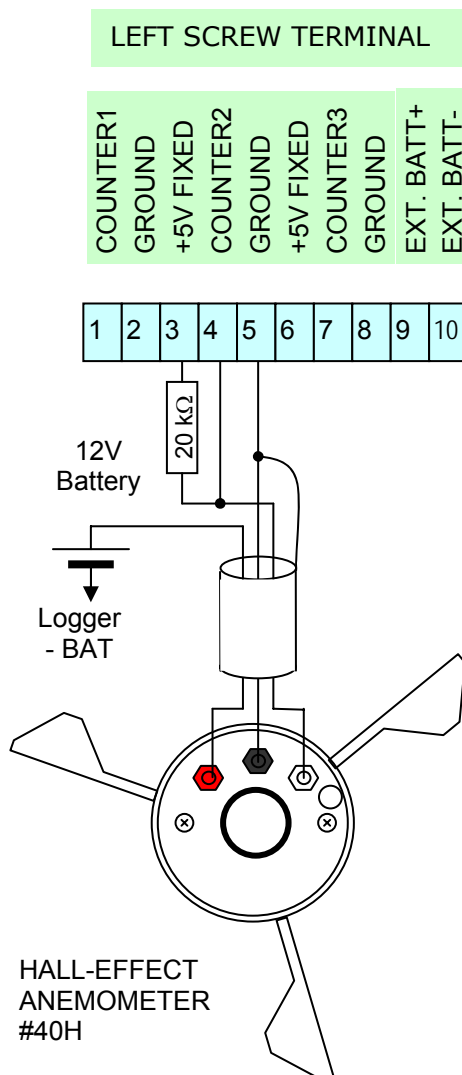 LEFT SCREW TERMINAL
COUNTER1
GROUND
+5V FIXED
COUNTER2
GROUND
+5V FIXED
COUNTER3
GROUND
EXT. BATT+
EXT. BATT-
1 2 3 4 5 6 7 8 9 10
20 kΩ
12V
Battery
Logger
- BAT
HALL-EFFECT
ANEMOMETER
#40H